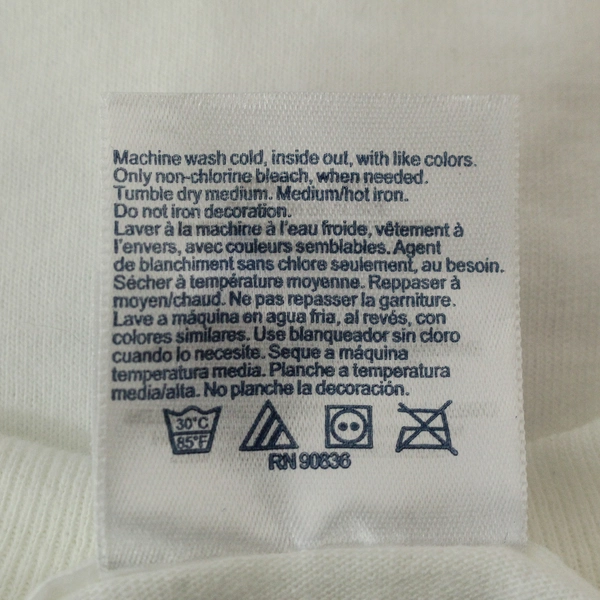 Machine wash cold, inside out, with like colors.
Only non-chlorine bleach, when needed.
Tumble dry medium. Medium/hot iron.
Do not iron decoration.
Laver à la machine à l'eau froide, vêtement à
l'envers, avec couleurs semblables. Agent
de blanchiment sans chlore seulement, au besoin.
Sécher à température moyenne. Reppaser à
moyen/chaud. Ne pas repasser la garniture.
Lave a máquina en agua fria, al revés, con
colores similares. Use blanqueador sin cloro
cuando lo necesite. Seque a máquina
temperatura media. Planche a temperatura
media/alta. No planche la decoración.
30°C
85°F
RN 90836